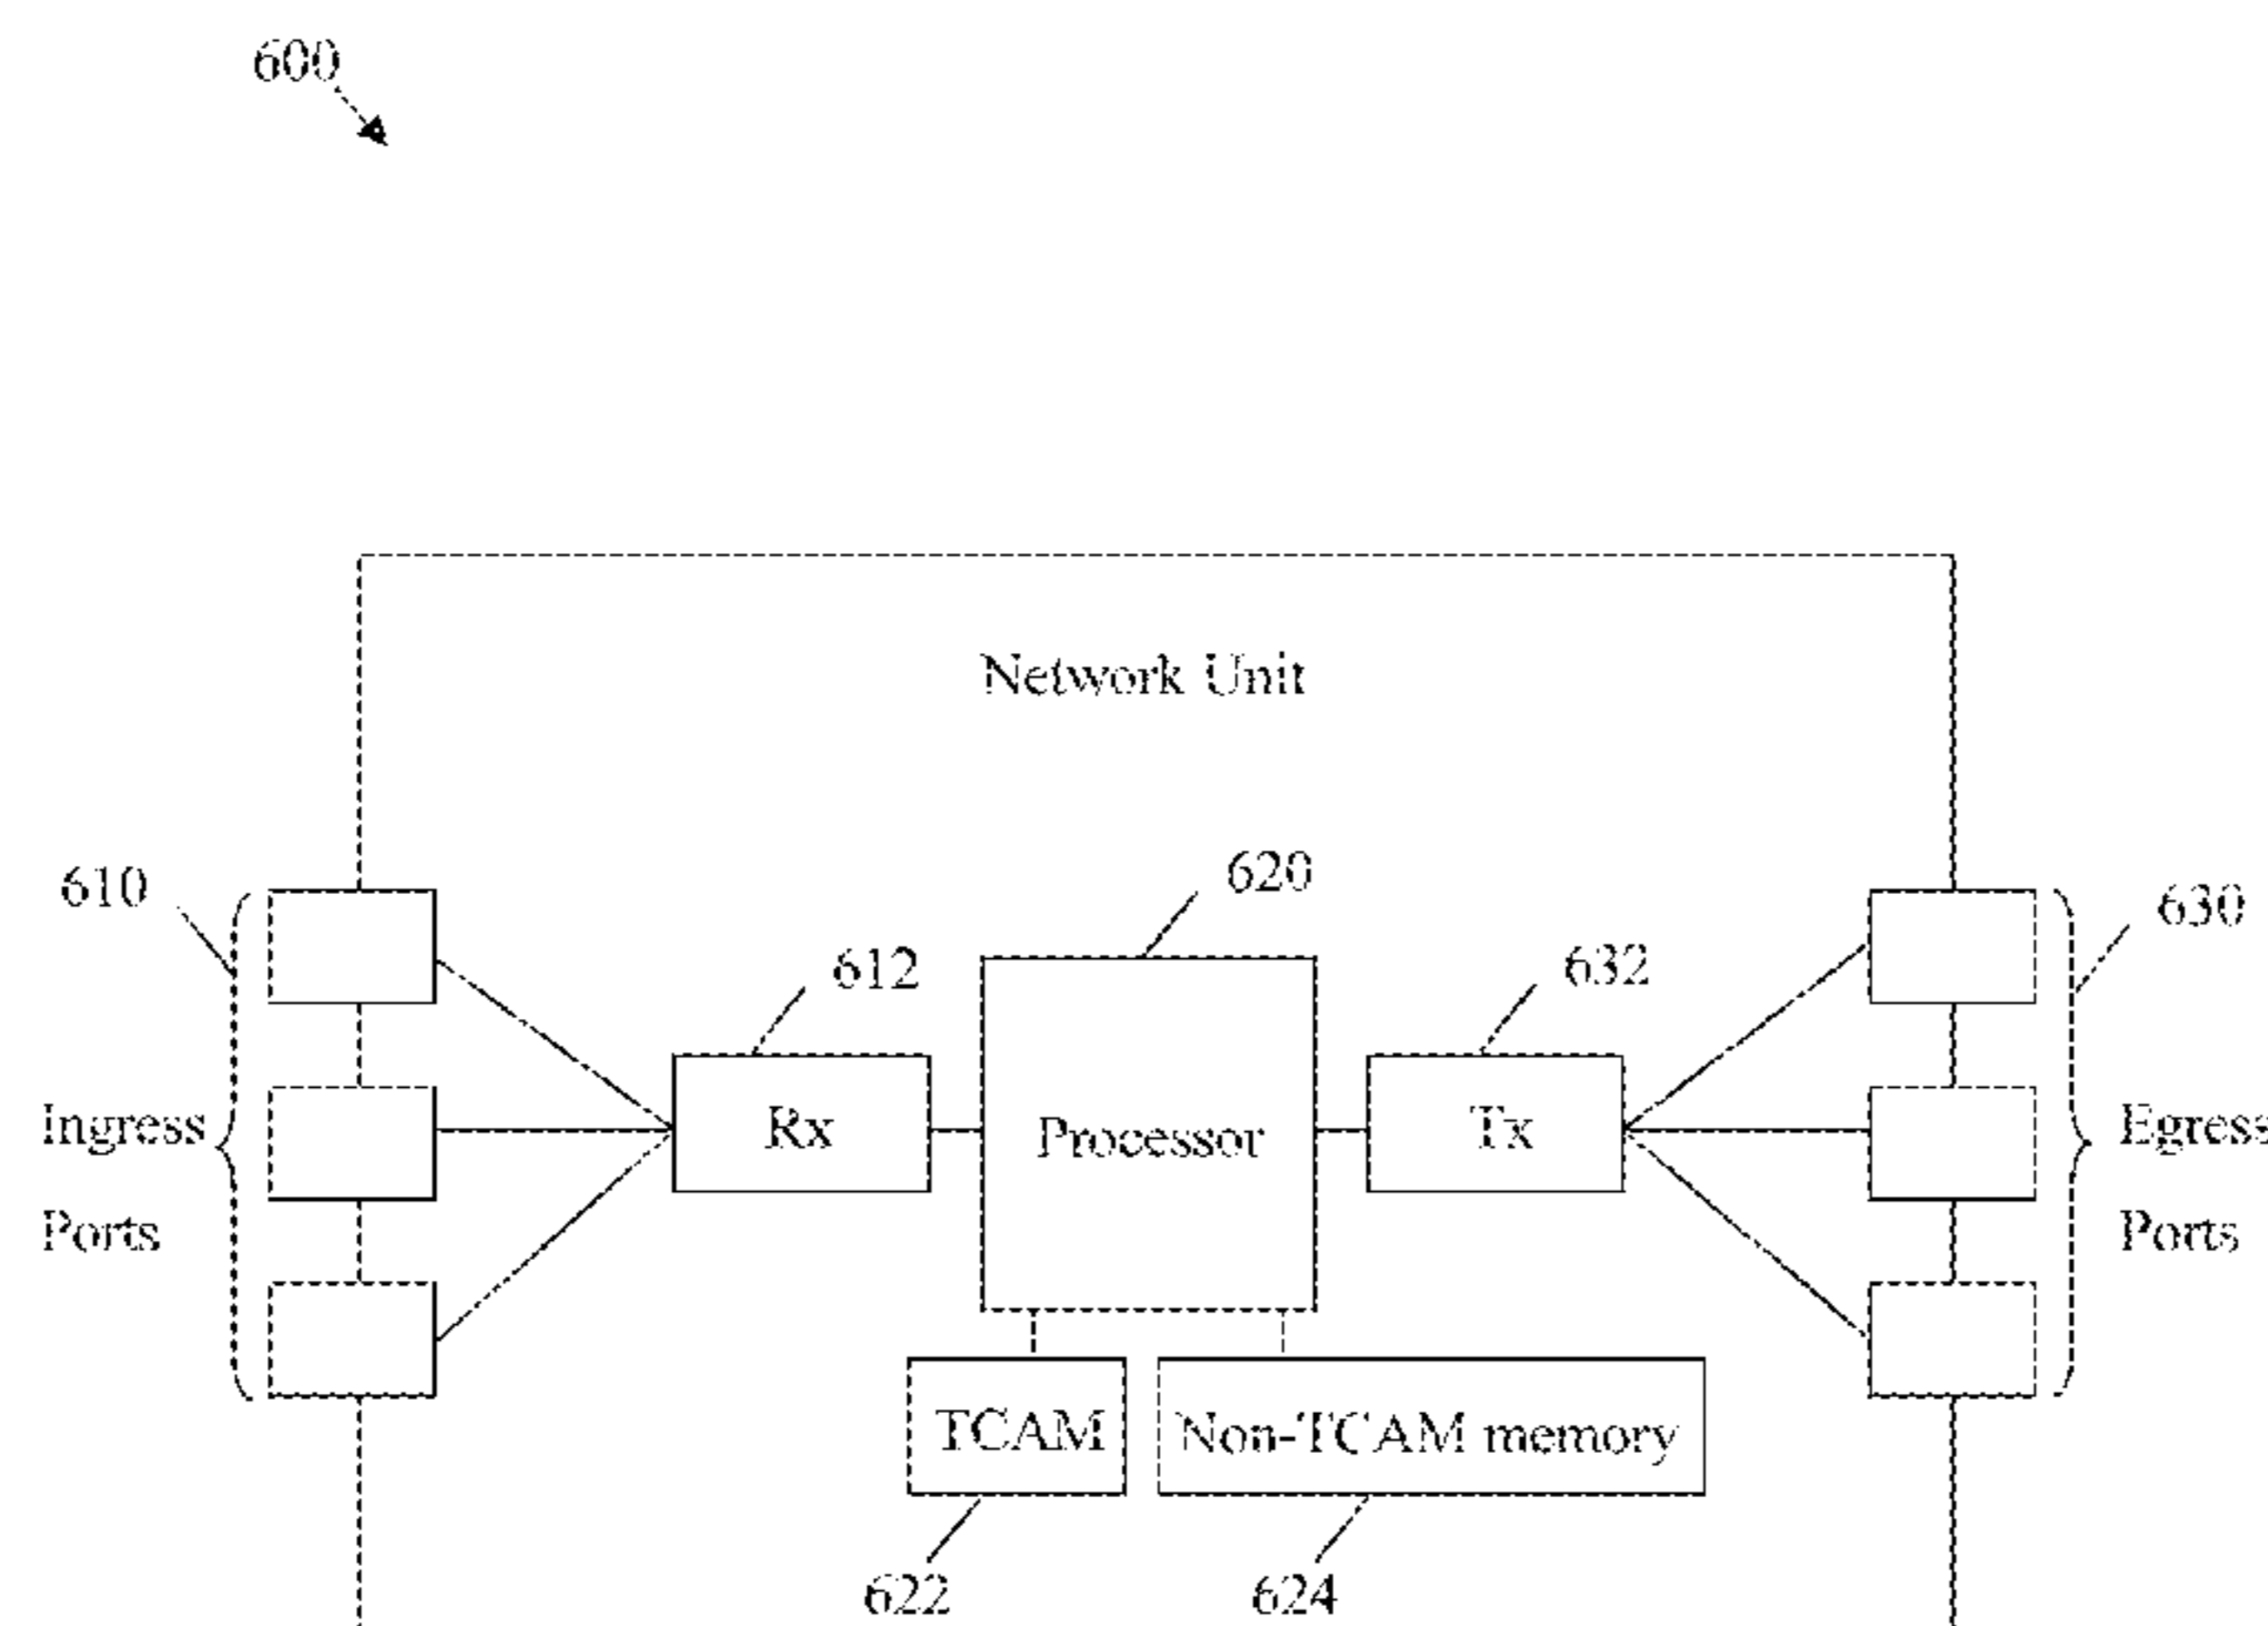 600
Network Unit
610
620
630
612
632
Ingress
Ports
Rx
Processor
Tx
Egress
Ports
TCAM
Non-TCAM memory
622
624